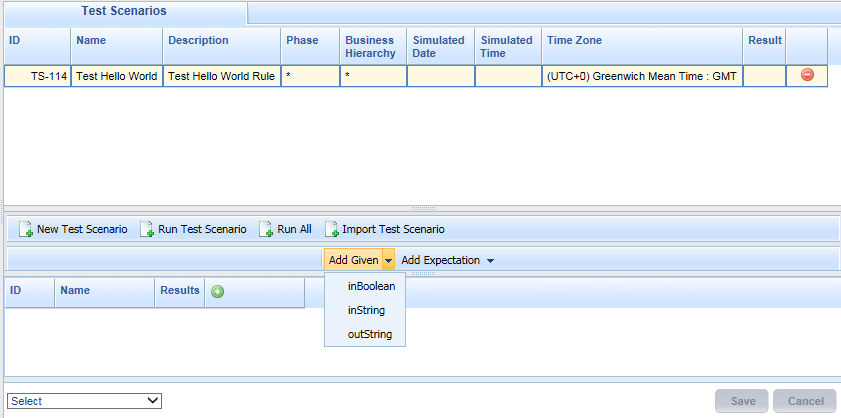 Test Scenarios
ID Name Description Phase Business Hierarchy Simulated Date Simulated Time Time Zone Result
TS-114 Test Hello World Test Hello World Rule * * (UTC+0) Greenwich Mean Time : GMT
New Test Scenario Run Test Scenario Run All Import Test Scenario
Add Given Add Expectation
inBoolean
inString
outString
ID Name Results
Select Save Cancel